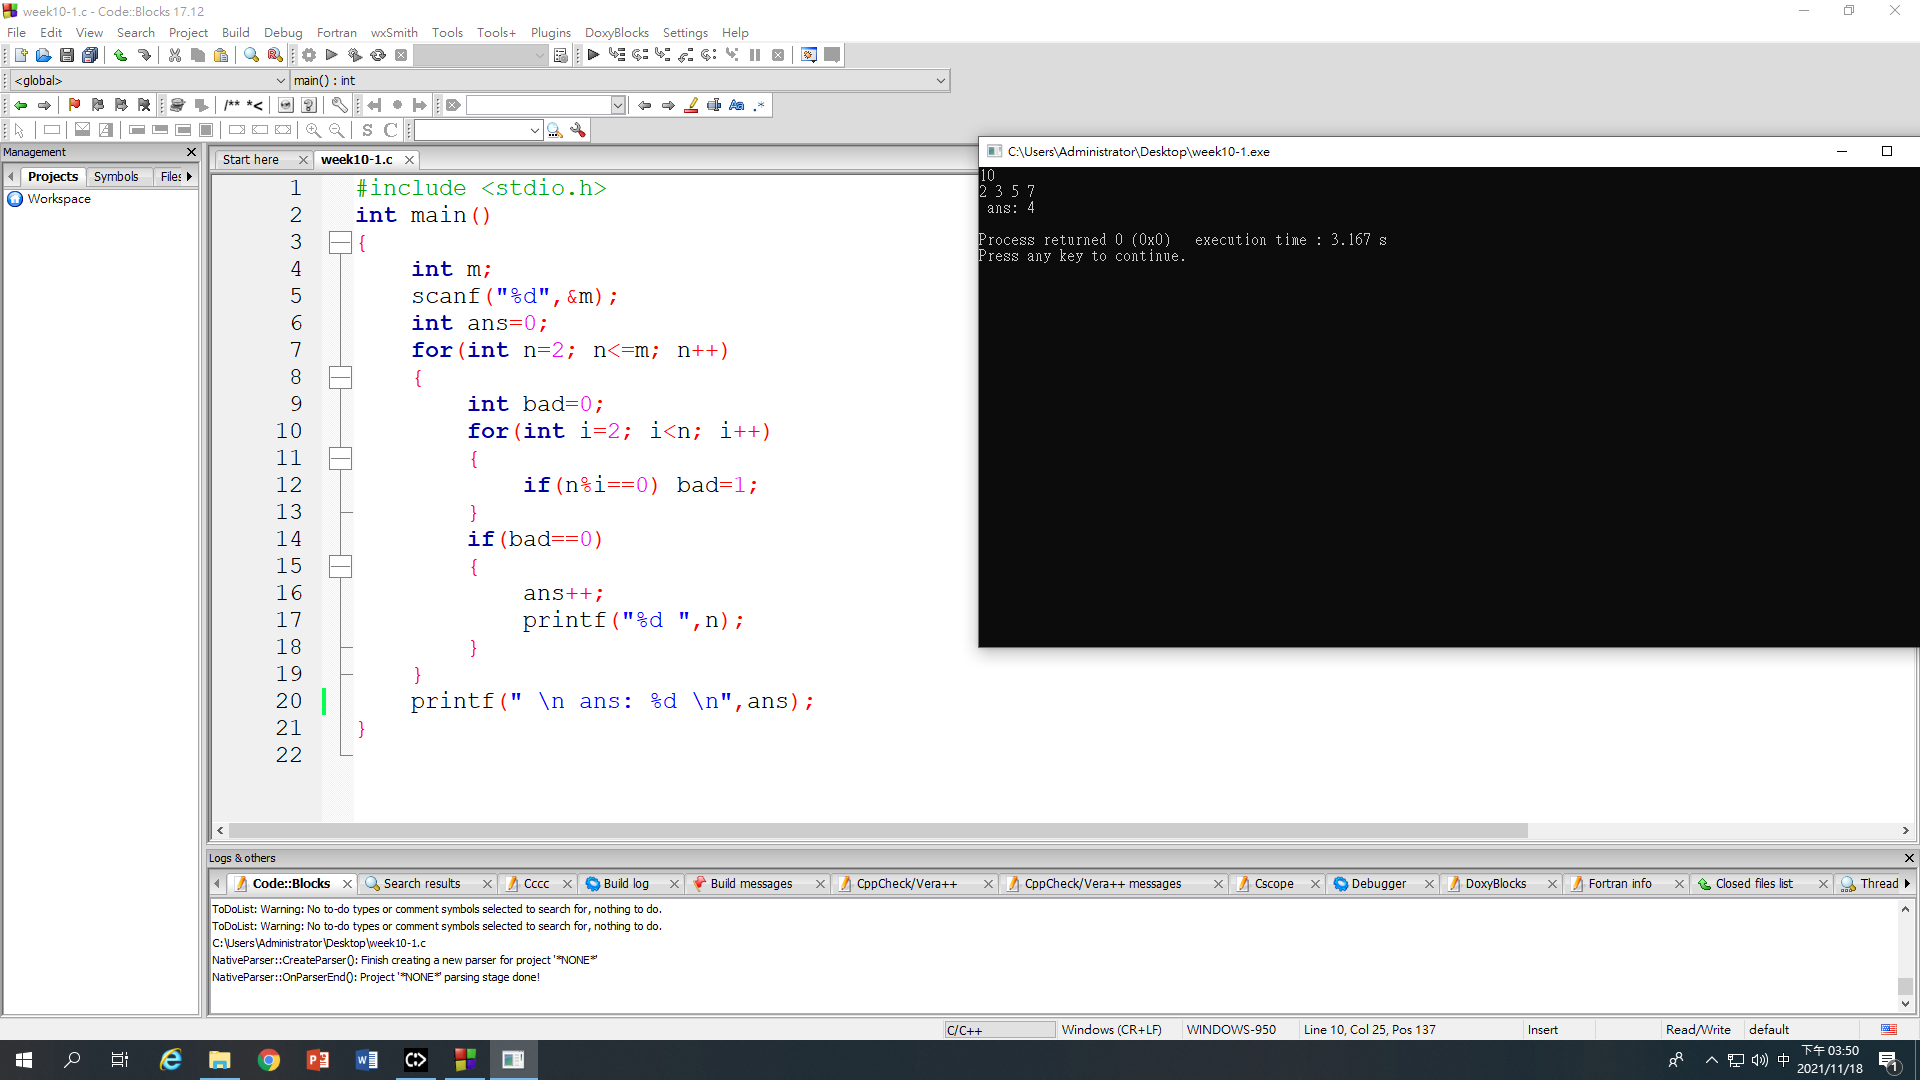 week10-1.c - Code::Blocks 17.12
File Edit View Search Project Build Debug Fortran wxSmith Tools Tools+ Plugins DoxyBlocks Settings Help
<global> main() : int
/** *<
Aa .*
S C
Management
Projects Symbols Files
Workspace
Start here week10-1.c
1 #include <stdio.h>
2 int main()
3 {
4 int m;
5 scanf("%d",&m);
6 int ans=0;
7 for(int n=2; n<=m; n++)
8 {
9 int bad=0;
10 for(int i=2; i<n; i++)
11 {
12 if(n%i==0) bad=1;
13 }
14 if(bad==0)
15 {
16 ans++;
17 printf("%d ",n);
18 }
19 }
20 printf(" \n ans: %d \n",ans);
21 }
22
C:\Users\Administrator\Desktop\week10-1.exe
10
2 3 5 7
ans: 4
Process returned 0 (0x0) execution time : 3.167 s
Press any key to continue.
Logs & others
Code::Blocks Search results Cccc Build log Build messages CppCheck/Vera++ CppCheck/Vera++ messages Cscope Debugger DoxyBlocks Fortran info Closed files list Thread
ToDoList: Warning: No to-do types or comment symbols selected to search for, nothing to do.
ToDoList: Warning: No to-do types or comment symbols selected to search for, nothing to do.
C:\Users\Administrator\Desktop\week10-1.c
NativeParser::CreateParser(): Finish creating a new parser for project '*NONE*'
NativeParser::OnParserEnd(): Project '*NONE*' parsing stage done!
C/C++ Windows (CR+LF) WINDOWS-950 Line 10, Col 25, Pos 137 Insert Read/Write default
中
下午 03:50
2021/11/18
1